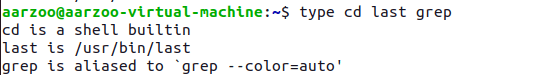 aarzoo@aarzoo-virtual-machine:~$ type cd last grep
cd is a shell builtin
last is /usr/bin/last
grep is aliased to `grep --color=auto'